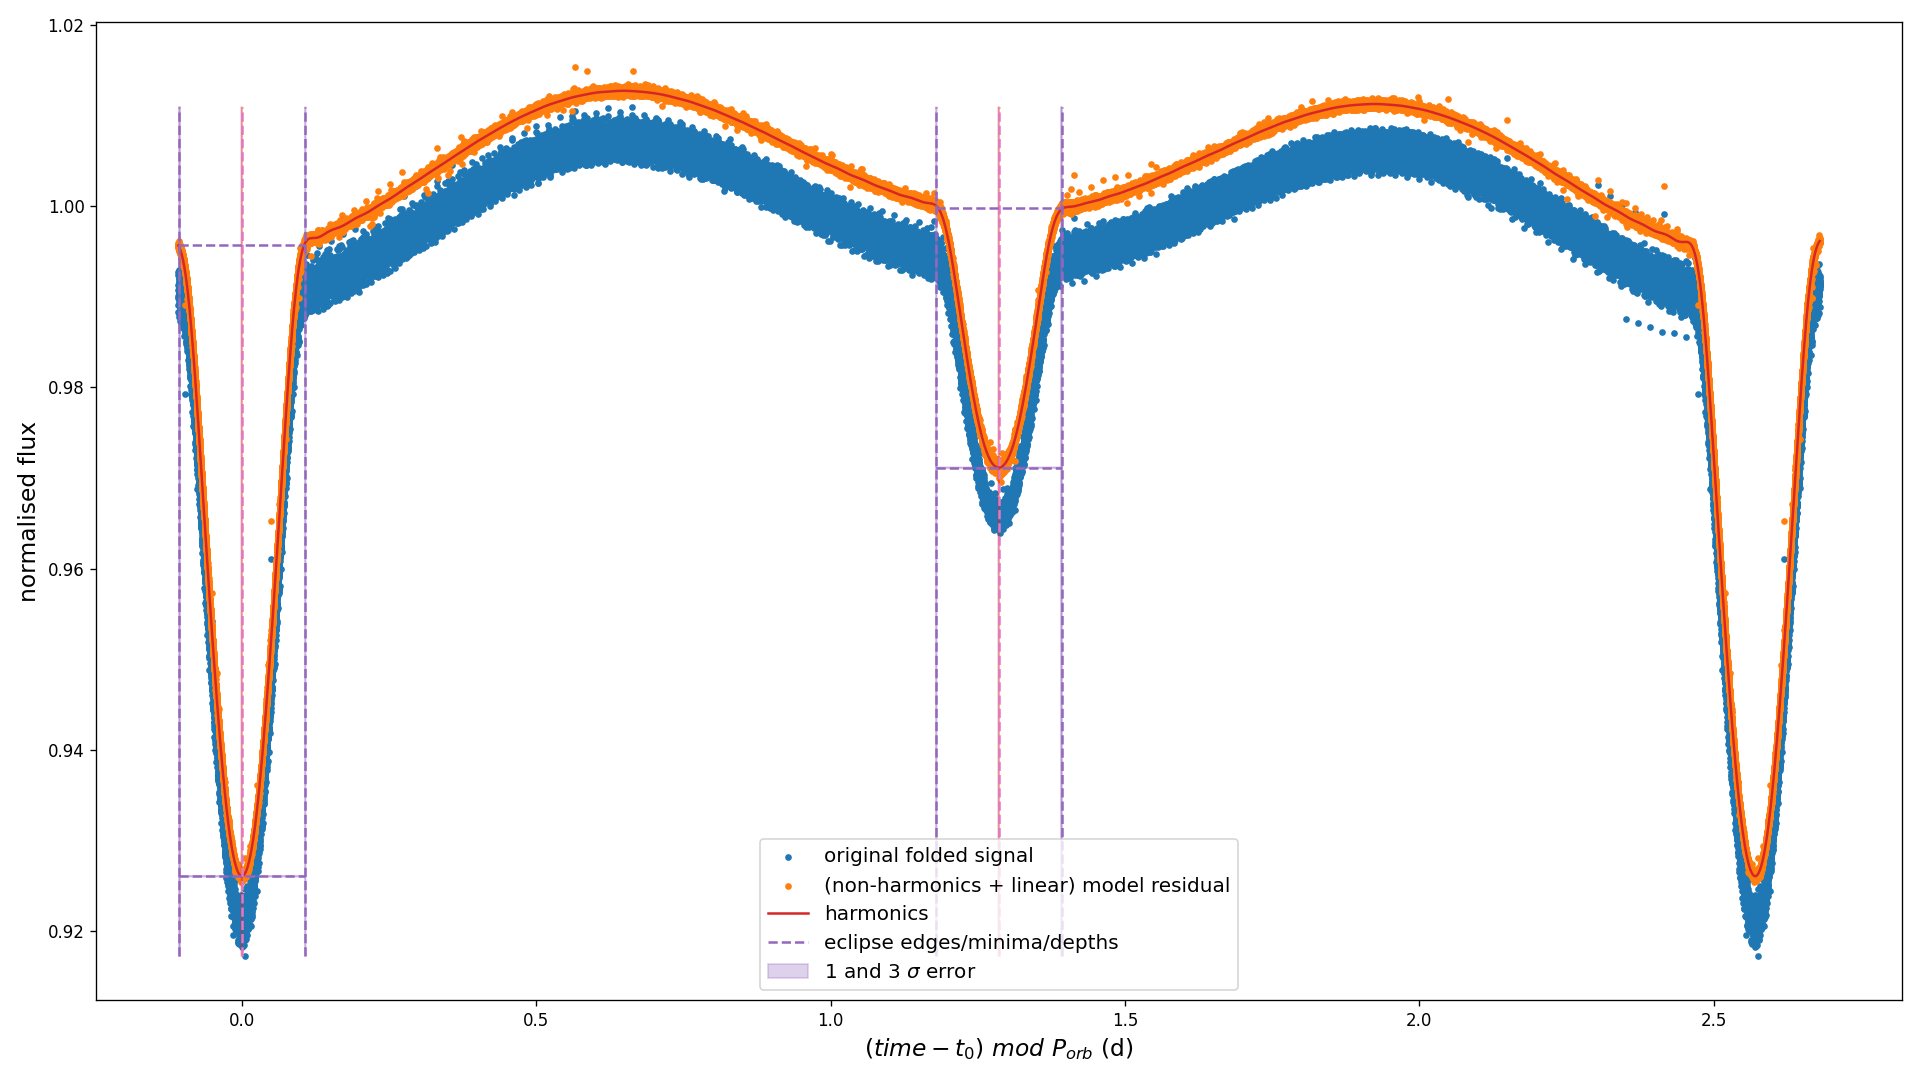 1.02
1.00
0.98
0.96
0.94
0.92
normalised flux
0.0
0.5
1.0
1.5
2.0
2.5
(time − t₀) mod P_orb (d)
original folded signal
(non-harmonics + linear) model residual
harmonics
eclipse edges/minima/depths
1 and 3 σ error